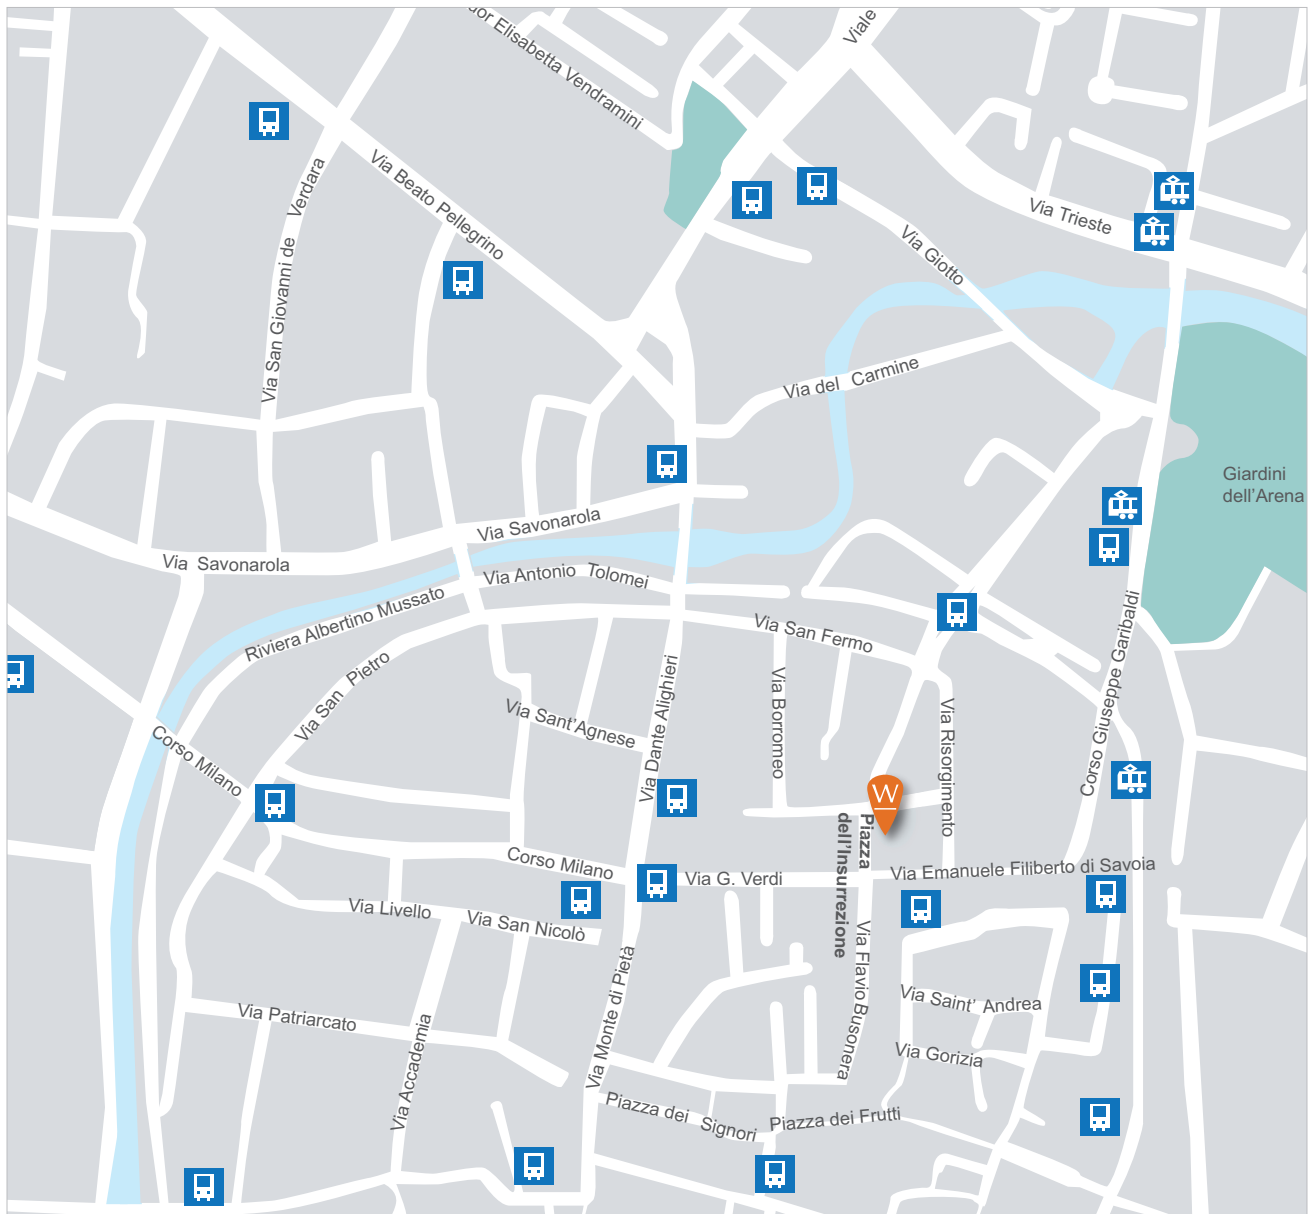 dor Elisabetta Vendramini
Viale
Via Beato Pellegrino
Via San Giovanni de Verdara
Via Trieste
Via Giotto
Via del Carmine
Giardini
dell'Arena
Via Savonarola
Via Savonarola
Via Antonio Tolomei
Riviera Albertino Mussato
Via San Pietro
Via San Fermo
Corso Giuseppe Garibaldi
Via Sant'Agnese
Via Dante Alighieri
Via Borromeo
Via Risorgimento
Corso Milano
W
Piazza
dell'Insurrezione
Corso Milano
Via G. Verdi
Via Emanuele Filiberto di Savoia
Via Livello
Via San Nicolò
Via Flavio Busonera
Via Monte di Pietà
Via Patriarcato
Via Accademia
Via Saint' Andrea
Via Gorizia
Piazza dei Signori
Piazza dei Frutti